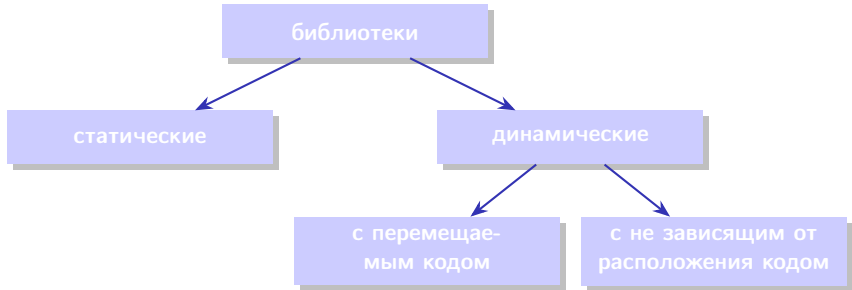 библиотеки
статические
динамические
с перемещае-
мым кодом
с не зависящим от
расположения кодом